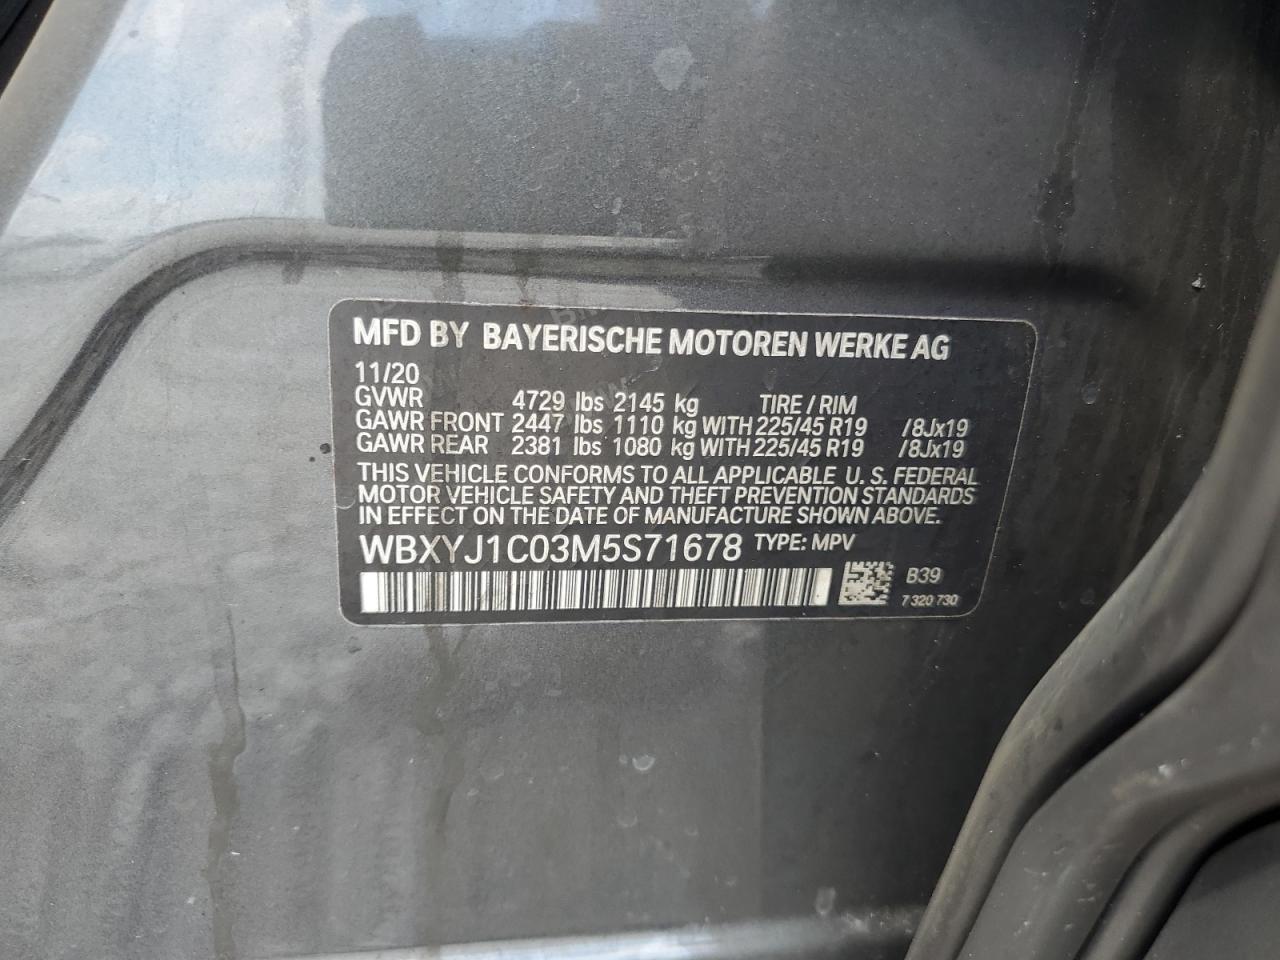 MFD BY BAYERISCHE MOTOREN WERKE AG
11/20
GVWR 4729 lbs 2145 kg TIRE / RIM
GAWR FRONT 2447 lbs 1110 kg WITH 225/45 R19 /8Jx19
GAWR REAR 2381 lbs 1080 kg WITH 225/45 R19 /8Jx19
THIS VEHICLE CONFORMS TO ALL APPLICABLE U. S. FEDERAL
MOTOR VEHICLE SAFETY AND THEFT PREVENTION STANDARDS
IN EFFECT ON THE DATE OF MANUFACTURE SHOWN ABOVE.
WBXYJ1C03M5S71678 TYPE: MPV
B39
7 320 730